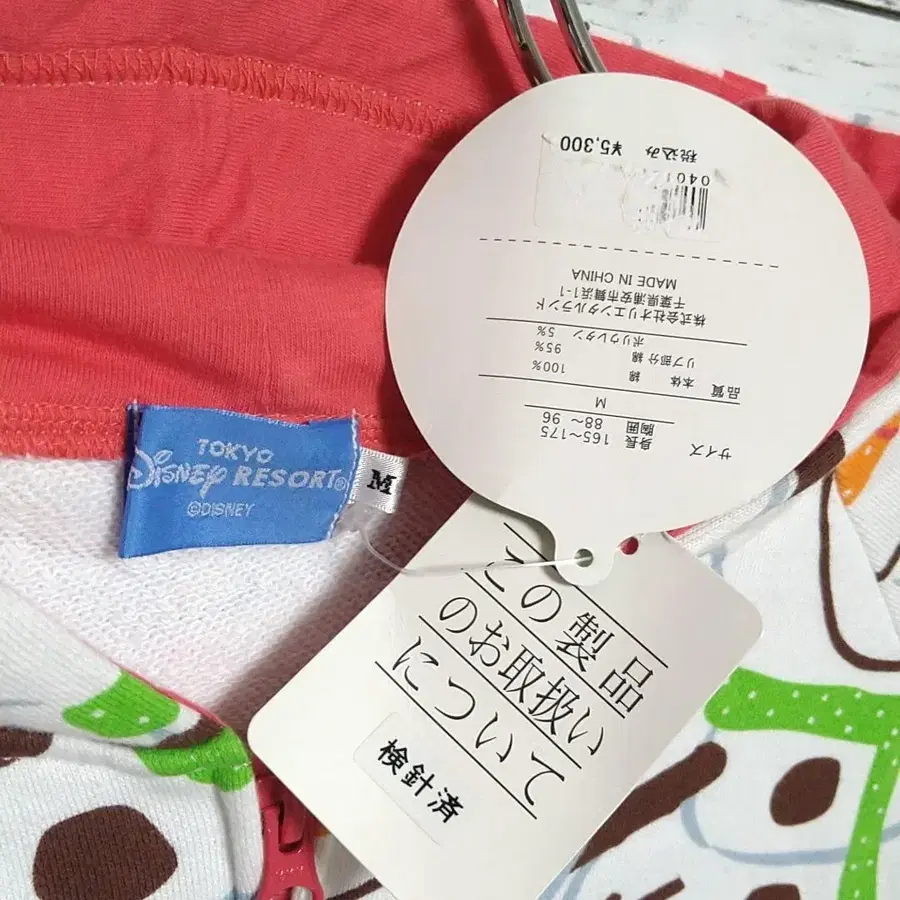 TOKYO
Disney RESORT®
©DISNEY
M
サイズ
身長 165〜175
胸囲 88〜 96
M
品質 本体 綿 100%
リブ部分 綿 95%
ポリウレタン 5%
株式会社オリエンタルランド
千葉県浦安市舞浜1-1
MADE IN CHINA
税込み ¥5,300
この製品
のお取扱い
について
検針済